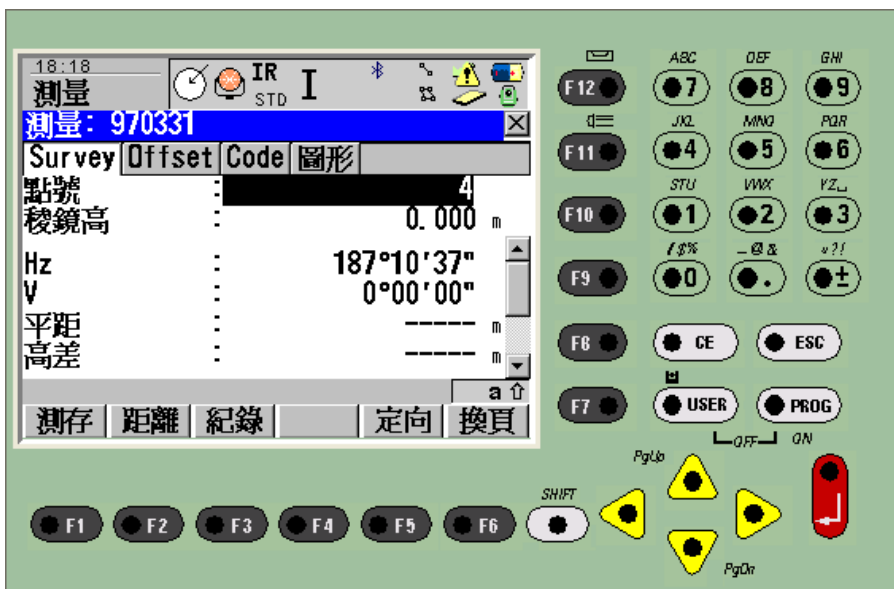 18:18
測量
IR
STD
I
測量: 970331
Survey Offset Code 圖形
點號 : 4
稜鏡高 : 0.000 m
Hz : 187°10'37"
V : 0°00'00"
平距 : ----- m
高差 : ----- m
a
測存 距離 紀錄 定向 換頁
F12
ABC DEF GHI
7 8 9
F11
JKL MNO PQR
4 5 6
F10
STU VWX YZ
1 2 3
F9
/$% _@& *?!
0 . ±
F8 CE ESC
F7 USER PROG
OFF ON
PgUp
SHIFT
F1 F2 F3 F4 F5 F6
PgDn